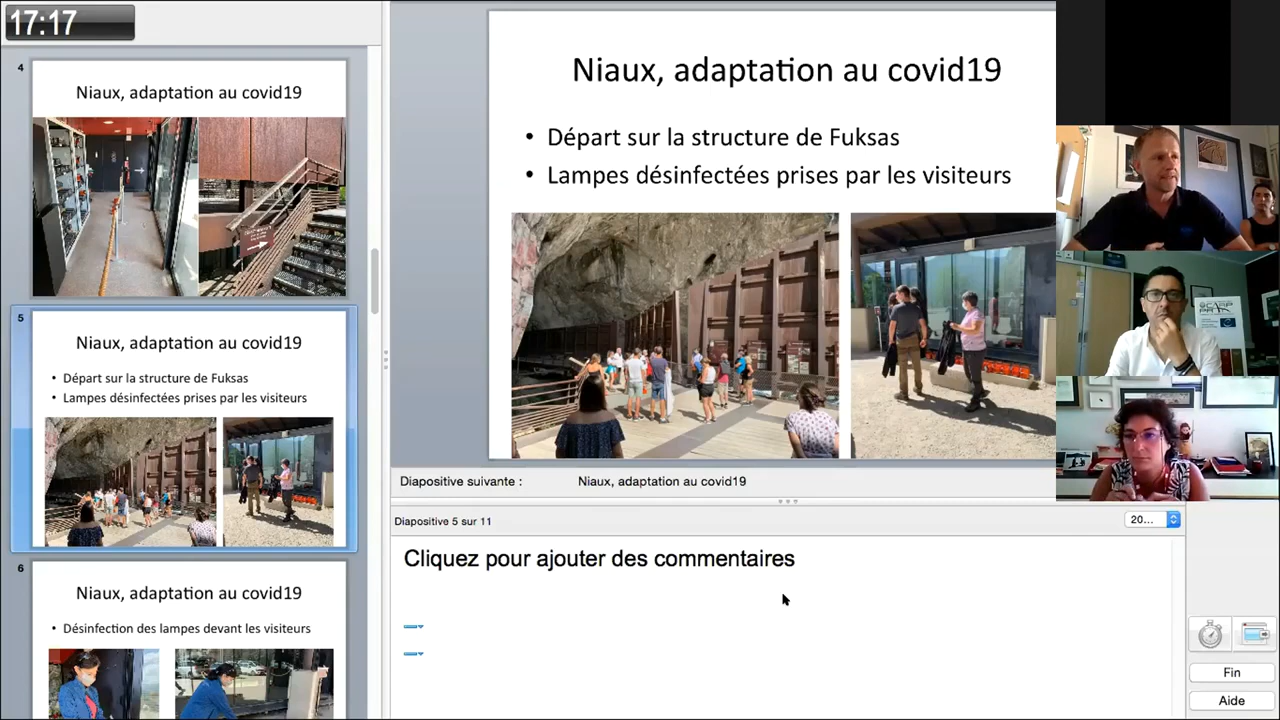 17:17
4
Niaux, adaptation au covid19
5
Niaux, adaptation au covid19
• Départ sur la structure de Fuksas
• Lampes désinfectées prises par les visiteurs
6
Niaux, adaptation au covid19
• Désinfection des lampes devant les visiteurs
Niaux, adaptation au covid19
• Départ sur la structure de Fuksas
• Lampes désinfectées prises par les visiteurs
Diapositive suivante : Niaux, adaptation au covid19
Diapositive 5 sur 11
20...
Cliquez pour ajouter des commentaires
Fin
Aide